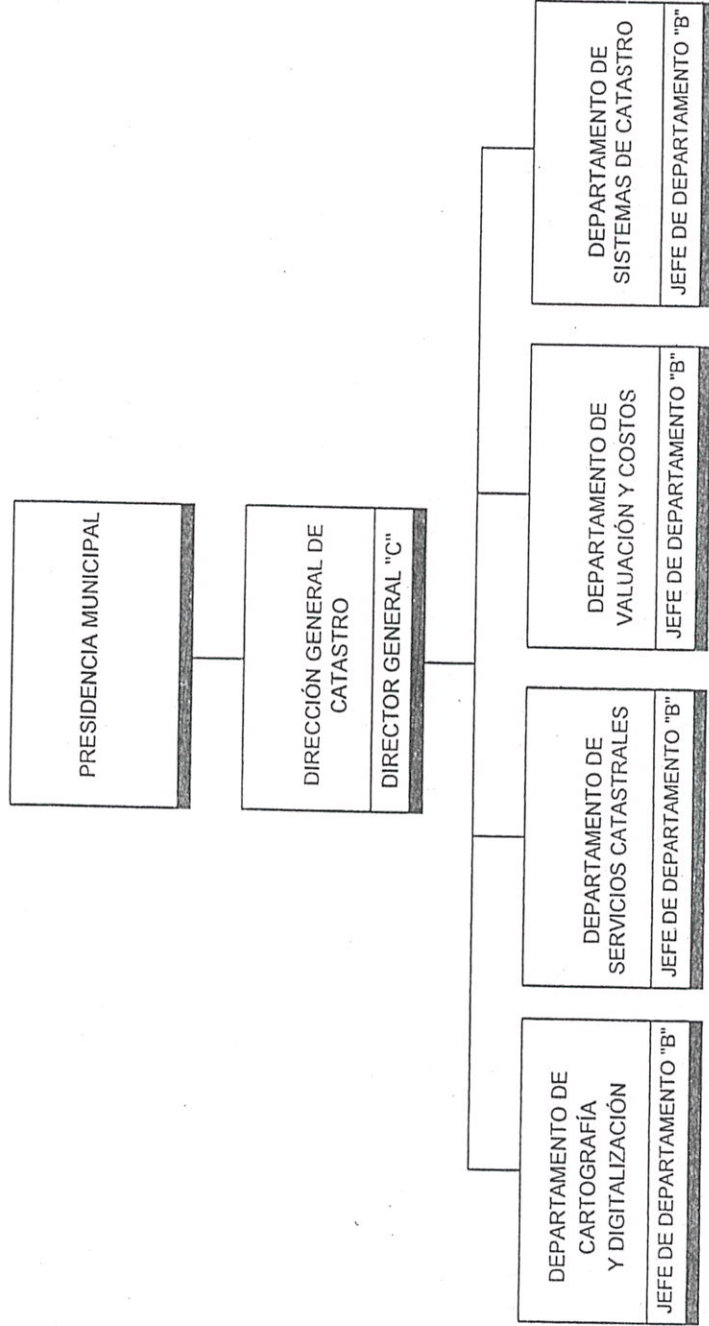 PRESIDENCIA MUNICIPAL
DIRECCIÓN GENERAL DE
CATASTRO
DIRECTOR GENERAL "C"
DEPARTAMENTO DE
CARTOGRAFÍA
Y DIGITALIZACIÓN
JEFE DE DEPARTAMENTO "B"
DEPARTAMENTO DE
SERVICIOS CATASTRALES
JEFE DE DEPARTAMENTO "B"
DEPARTAMENTO DE
VALUACIÓN Y COSTOS
JEFE DE DEPARTAMENTO "B"
DEPARTAMENTO DE
SISTEMAS DE CATASTRO
JEFE DE DEPARTAMENTO "B"